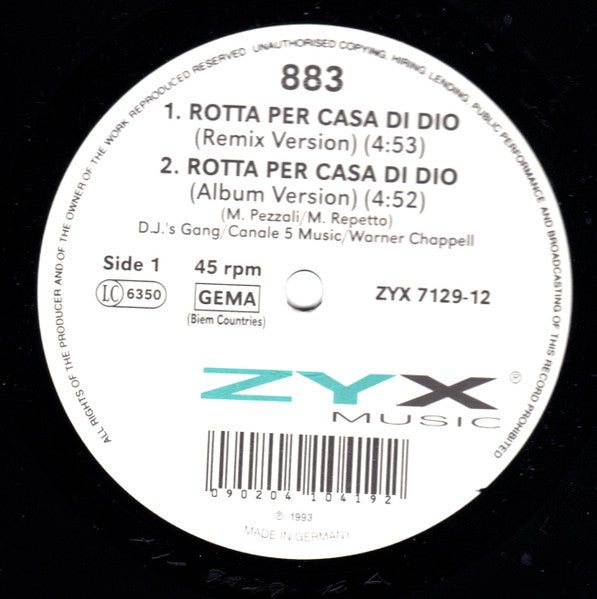 ALL RIGHTS OF THE PRODUCER AND OF THE OWNER OF THE WORK REPRODUCED RESERVED. UNAUTHORISED COPYING, HIRING, LENDING, PUBLIC PERFORMANCE AND BROADCASTING OF THIS RECORD PROHIBITED
883
1. ROTTA PER CASA DI DIO
(Remix Version) (4:53)
2. ROTTA PER CASA DI DIO
(Album Version) (4:52)
(M. Pezzali/M. Repetto)
D.J.'s Gang/Canale 5 Music/Warner Chappell
Side 1 45 rpm
LC 6350 GEMA ZYX 7129-12
(Biem Countries)
ZYX ℗
MUSIC
090204 104192
℗ 1993
MADE IN GERMANY